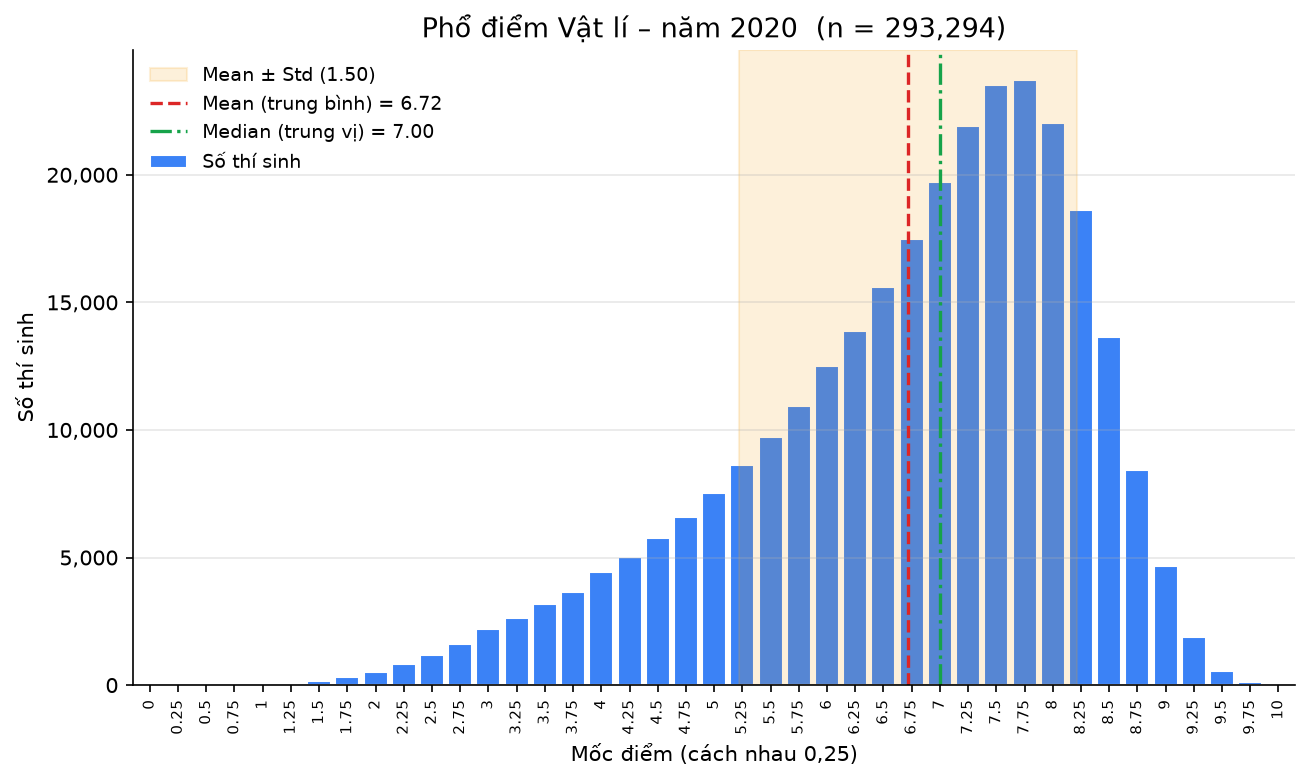 Phổ điểm Vật lí – năm 2020  (n = 293,294)
Mean ± Std (1.50)
Mean (trung bình) = 6.72
Median (trung vị) = 7.00
Số thí sinh
20,000
15,000
10,000
5,000
0
Số thí sinh
0 0.25 0.5 0.75 1 1.25 1.5 1.75 2 2.25 2.5 2.75 3 3.25 3.5 3.75 4 4.25 4.5 4.75 5 5.25 5.5 5.75 6 6.25 6.5 6.75 7 7.25 7.5 7.75 8 8.25 8.5 8.75 9 9.25 9.5 9.75 10
Mốc điểm (cách nhau 0,25)